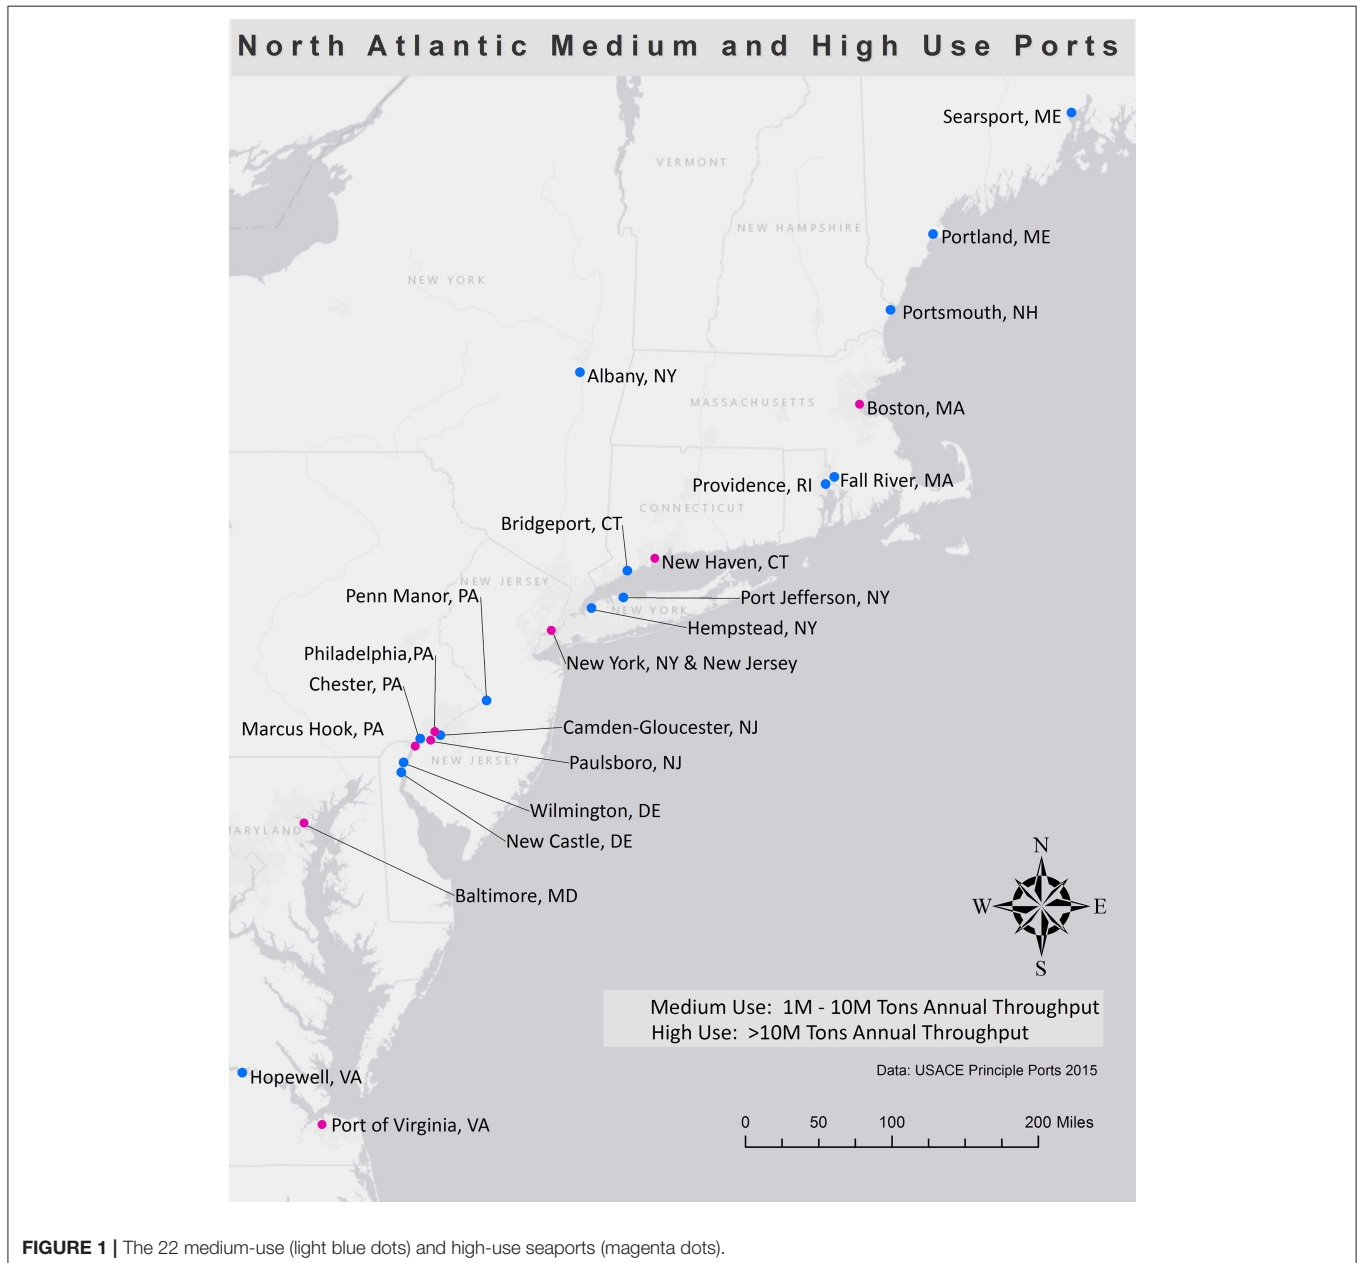 North Atlantic Medium and High Use Ports
Searsport, ME
VERMONT
NEW HAMPSHIRE
Portland, ME
NEW YORK
Portsmouth, NH
Albany, NY
MASSACHUSETTS
Boston, MA
Fall River, MA
Providence, RI
CONNECTICUT
Bridgeport, CT
New Haven, CT
NEW JERSEY
Penn Manor, PA
Port Jefferson, NY
NEW YORK
Hempstead, NY
Philadelphia,PA
New York, NY & New Jersey
Chester, PA
Marcus Hook, PA
Camden-Gloucester, NJ
NEW JERSEY
Paulsboro, NJ
Wilmington, DE
MARYLAND
New Castle, DE
Baltimore, MD
N
W
E
S
Medium Use: 1M - 10M Tons Annual Throughput
High Use: >10M Tons Annual Throughput
Data: USACE Principle Ports 2015
Hopewell, VA
Port of Virginia, VA
0 50 100 200 Miles
FIGURE 1 | The 22 medium-use (light blue dots) and high-use seaports (magenta dots).